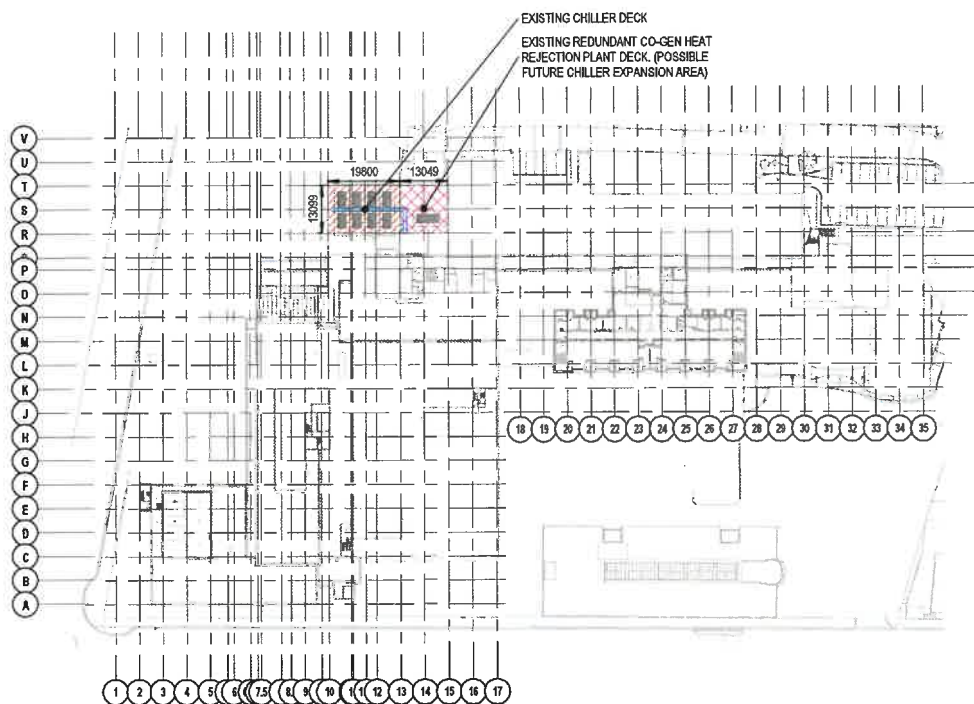 EXISTING CHILLER DECK
EXISTING REDUNDANT CO-GEN HEAT
REJECTION PLANT DECK. (POSSIBLE
FUTURE CHILLER EXPANSION AREA)
V
U
T
19800 13049
S
13099
R
P
O
N
M
L
K
J
H
18 19 20 21 22 23 24 25 26 27 28 29 30 31 32 33 34 35
G
F
E
D
C
B
A
1 2 3 4 5 6 7.5 8. 9 10 12 13 14 15 16 17